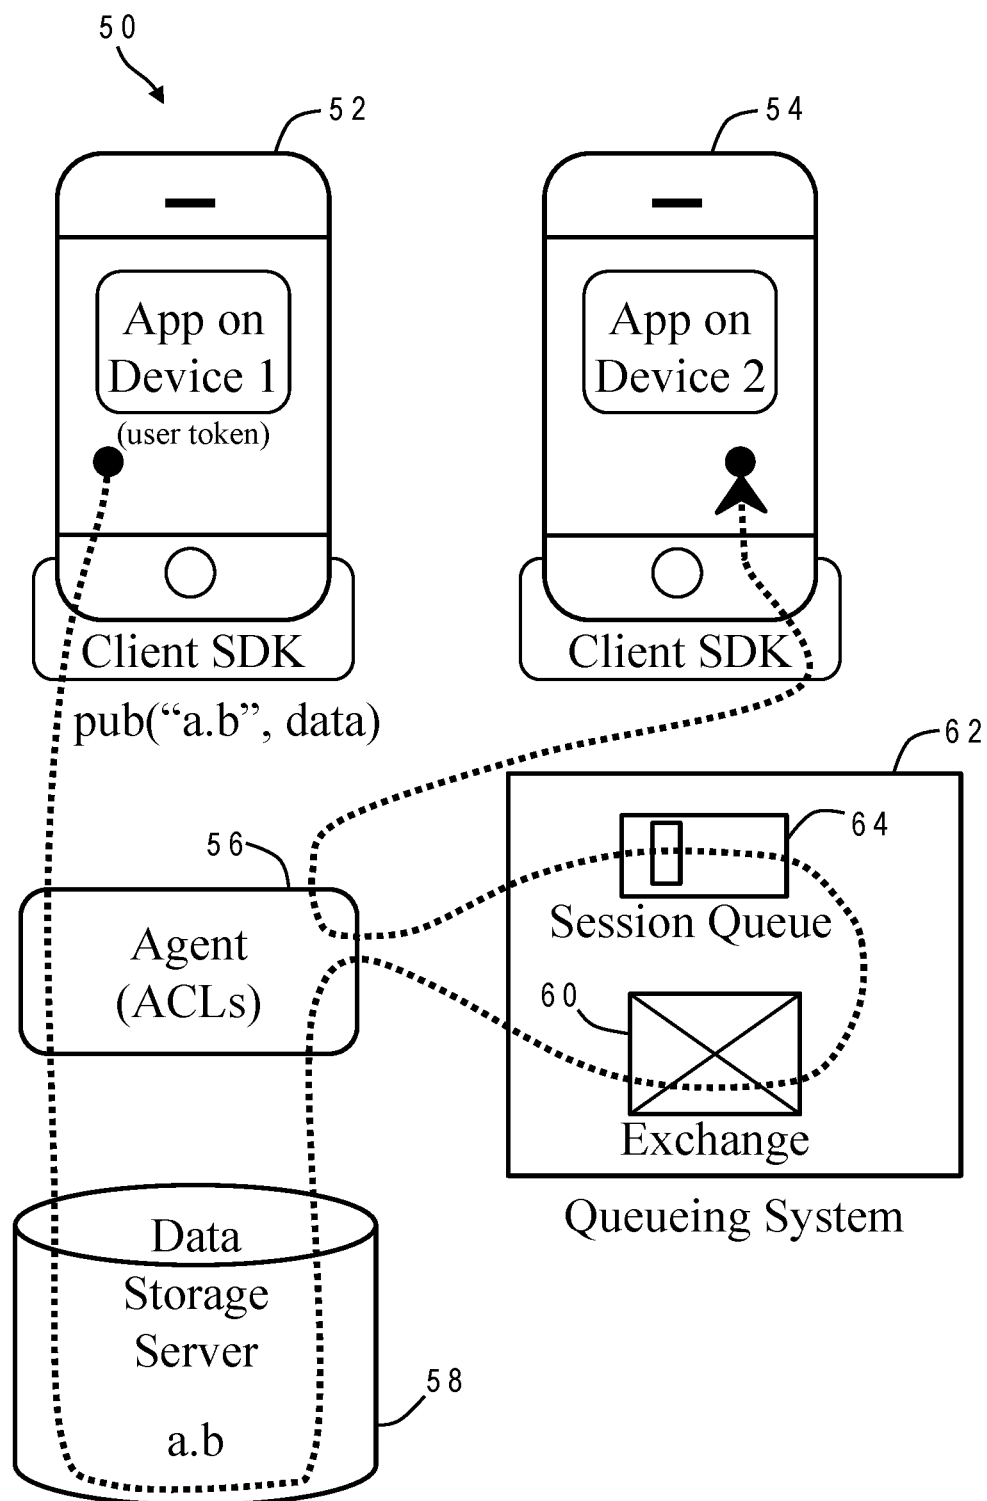 50
52
54
App on
Device 1
(user token)
App on
Device 2
Client SDK
Client SDK
pub(“a.b”, data)
62
64
56
Session Queue
Agent
(ACLs)
60
Exchange
Queueing System
Data
Storage
Server
58
a.b